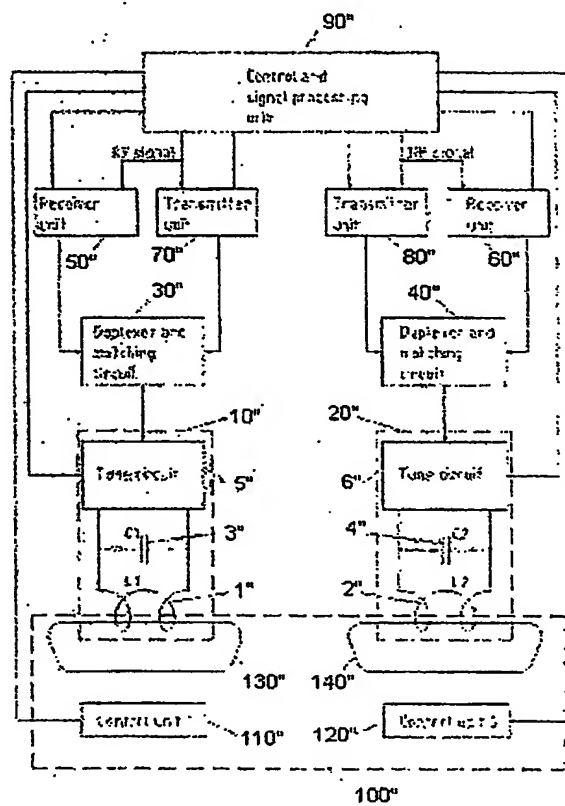 90"
Control and
signal processing
unit
RF signal
RF signal
Receiver
unit
Transmitter
unit
Transmitter
unit
Receiver
unit
50"
70"
80"
60"
30"
40"
Duplexer and
matching
circuit
Duplexer and
matching
circuit
10"
20"
Tune circuit
5"
6"
Tune circuit
C1
3"
4"
C2
L1
1"
2"
L2
130"
140"
Control unit 1
110"
120"
Control unit 2
100"